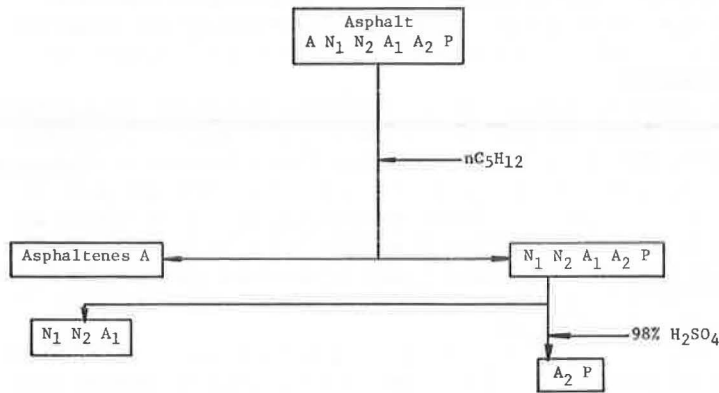 Asphalt
A N₁ N₂ A₁ A₂ P
nC₅H₁₂
Asphaltenes A
N₁ N₂ A₁ A₂ P
N₁ N₂ A₁
98% H₂SO₄
A₂ P